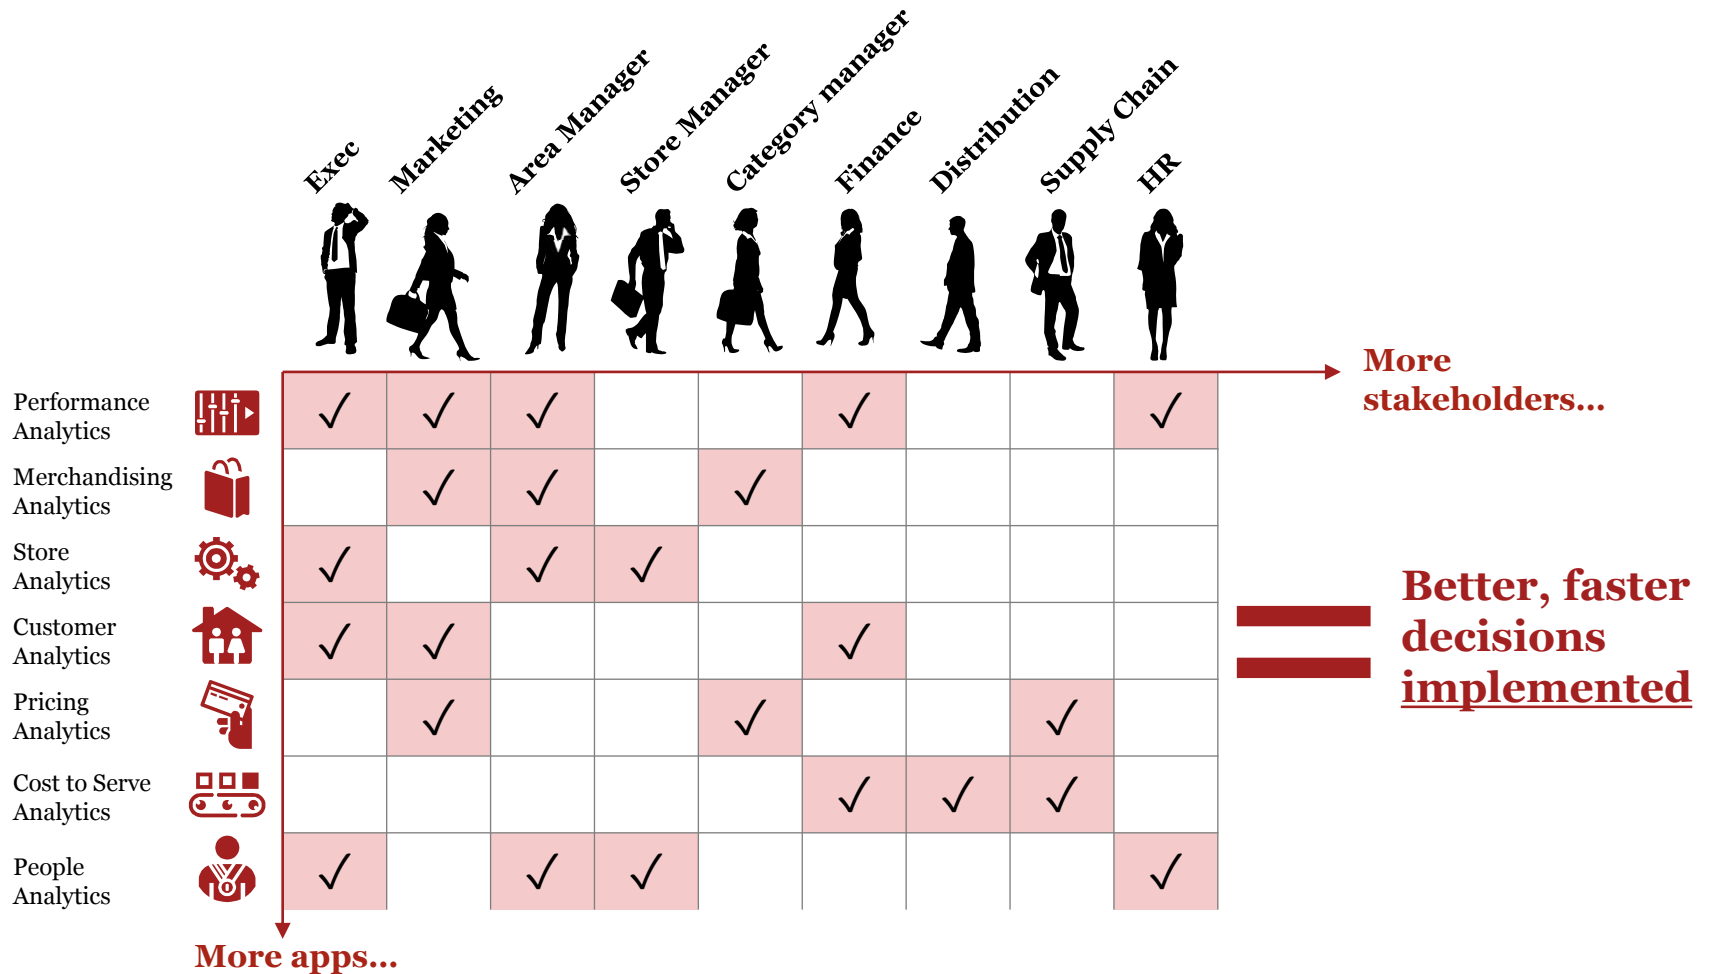 Exec
Marketing
Area Manager
Store Manager
Category manager
Finance
Distribution
Supply Chain
HR
More
stakeholders...
Performance
Analytics
✓ ✓ ✓ ✓ ✓
Merchandising
Analytics
✓ ✓ ✓
Store
Analytics
✓ ✓ ✓
Customer
Analytics
✓ ✓ ✓
Pricing
Analytics
✓ ✓ ✓
Cost to Serve
Analytics
✓ ✓ ✓
People
Analytics
✓ ✓ ✓ ✓
More apps...
Better, faster
decisions
implemented